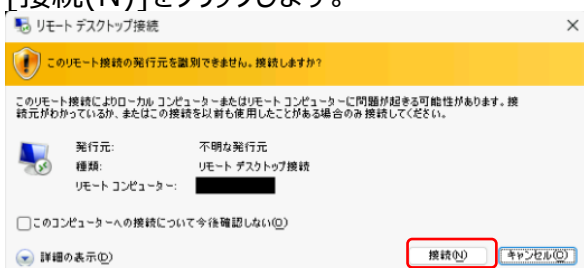 [接続(N)]をクリックします。
リモート デスクトップ接続
このリモート接続の発行元を識別できません。接続しますか?
このリモート接続によりローカル コンピューターまたはリモート コンピューターに問題が起きる可能性があります。接
続元がわかっているか、またはこの接続を以前も使用したことがある場合のみ接続してください。
発行元: 不明な発行元
種類: リモート デスクトップ接続
リモート コンピューター:
このコンピューターへの接続について今後確認しない(O)
詳細の表示(D) 接続(N) キャンセル(C)